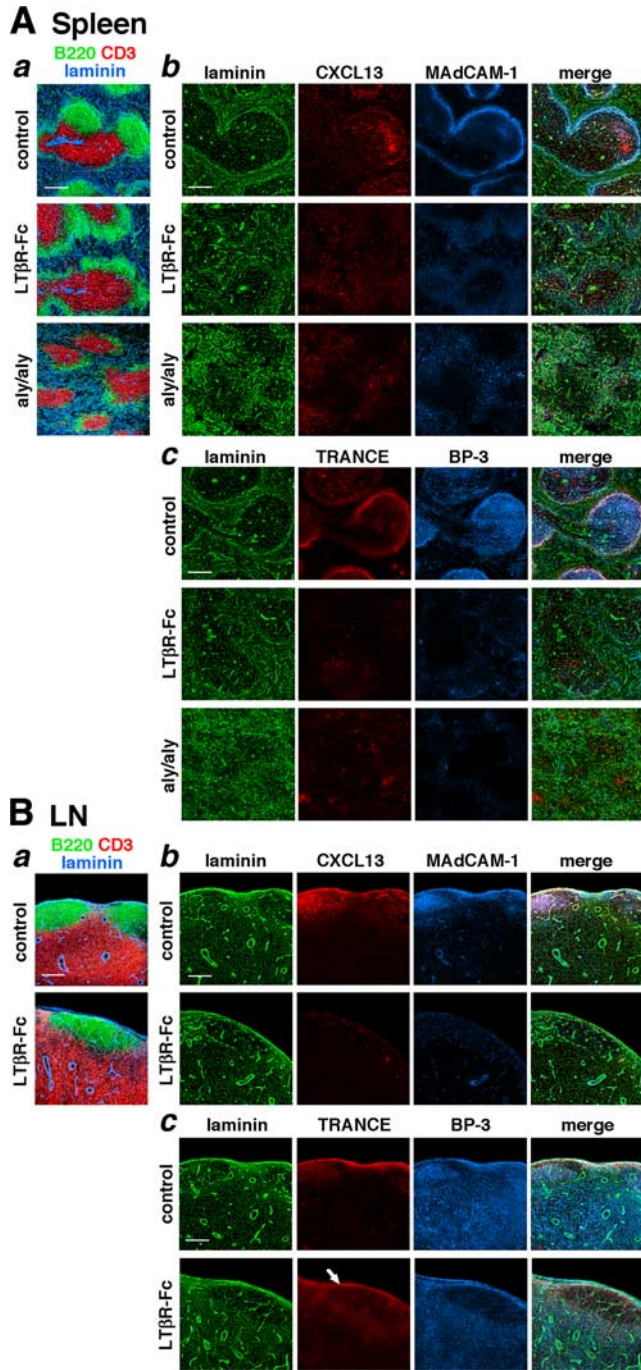 A Spleen
a
B220 CD3
laminin
control
LTβR-Fc
aly/aly
b
laminin CXCL13 MAdCAM-1 merge
control
LTβR-Fc
aly/aly
c
laminin TRANCE BP-3 merge
control
LTβR-Fc
aly/aly
B LN
a
B220 CD3
laminin
control
LTβR-Fc
b
laminin CXCL13 MAdCAM-1 merge
control
LTβR-Fc
c
laminin TRANCE BP-3 merge
control
LTβR-Fc